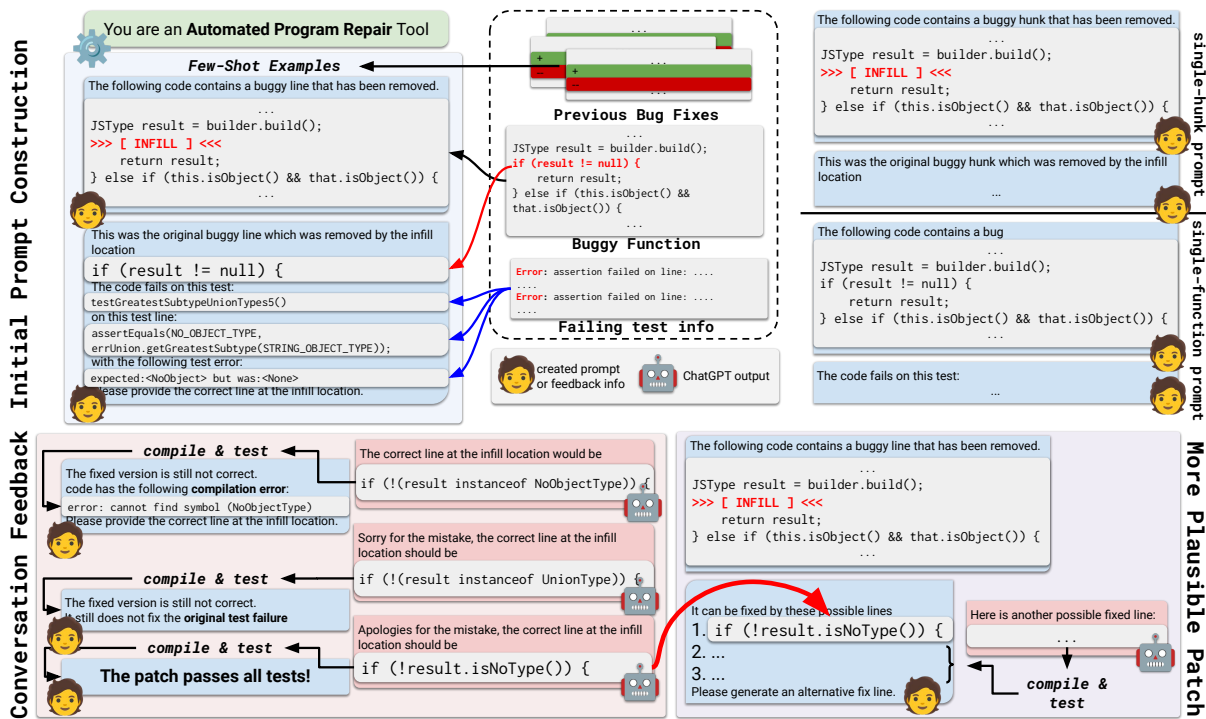 Initial Prompt Construction
You are an Automated Program Repair Tool
Few-Shot Examples
The following code contains a buggy line that has been removed.
...
JSType result = builder.build();
>>> [ INFILL ] <<<
return result;
} else if (this.isObject() && that.isObject()) {
...
This was the original buggy line which was removed by the infill
location
if (result != null) {
The code fails on this test:
testGreatestSubtypeUnionTypes5()
on this test line:
assertEquals(NO_OBJECT_TYPE,
errUnion.getGreatestSubtype(STRING_OBJECT_TYPE));
with the following test error:
expected:<NoObject> but was:<None>
Please provide the correct line at the infill location.
...
...
+
-
+
-
...
Previous Bug Fixes
...
JSType result = builder.build();
if (result != null) {
return result;
} else if (this.isObject() &&
that.isObject()) {
...
Buggy Function
Error: assertion failed on line: ....
....
Error: assertion failed on line: ....
....
Failing test info
created prompt
or feedback info
ChatGPT output
The following code contains a buggy hunk that has been removed.
...
JSType result = builder.build();
>>> [ INFILL ] <<<
return result;
} else if (this.isObject() && that.isObject()) {
...
This was the original buggy hunk which was removed by the infill
location
...
single-hunk prompt
The following code contains a bug
...
JSType result = builder.build();
if (result != null) {
return result;
} else if (this.isObject() && that.isObject()) {
...
The code fails on this test:
...
single-function prompt
Conversation Feedback
compile & test
The fixed version is still not correct.
code has the following compilation error:
error: cannot find symbol (NoObjectType)
Please provide the correct line at the infill location.
The correct line at the infill location would be
if (!(result instanceof NoObjectType)) {
compile & test
The fixed version is still not correct.
It still does not fix the original test failure
Sorry for the mistake, the correct line at the infill
location should be
if (!(result instanceof UnionType)) {
compile & test
The patch passes all tests!
Apologies for the mistake, the correct line at the infill
location should be
if (!result.isNoType()) {
The following code contains a buggy line that has been removed.
...
JSType result = builder.build();
>>> [ INFILL ] <<<
return result;
} else if (this.isObject() && that.isObject()) {
...
It can be fixed by these possible lines
1. if (!result.isNoType()) {
2. ...
3. ...
Please generate an alternative fix line.
}
Here is another possible fixed line:
...
compile &
test
More Plausible Patch